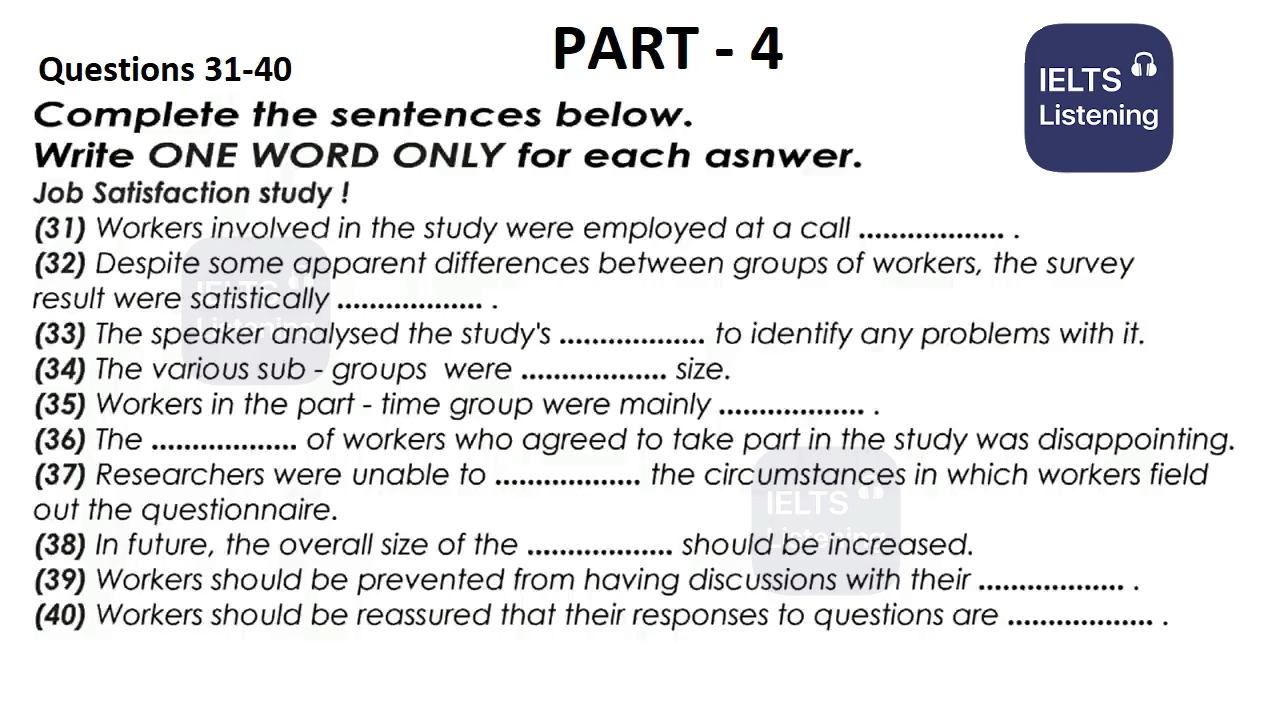 PART - 4
IELTS
Listening
Questions 31-40
Complete the sentences below.
Write ONE WORD ONLY for each asnwer.
Job Satisfaction study !
(31) Workers involved in the study were employed at a call .................. .
(32) Despite some apparent differences between groups of workers, the survey
result were satistically .................. .
(33) The speaker analysed the study's .................. to identify any problems with it.
(34) The various sub - groups were .................. size.
(35) Workers in the part - time group were mainly .................. .
(36) The .................. of workers who agreed to take part in the study was disappointing.
(37) Researchers were unable to .................. the circumstances in which workers field
out the questionnaire.
(38) In future, the overall size of the .................. should be increased.
(39) Workers should be prevented from having discussions with their .................. .
(40) Workers should be reassured that their responses to questions are .................. .
IELTS
Listening
IELTS
Listening